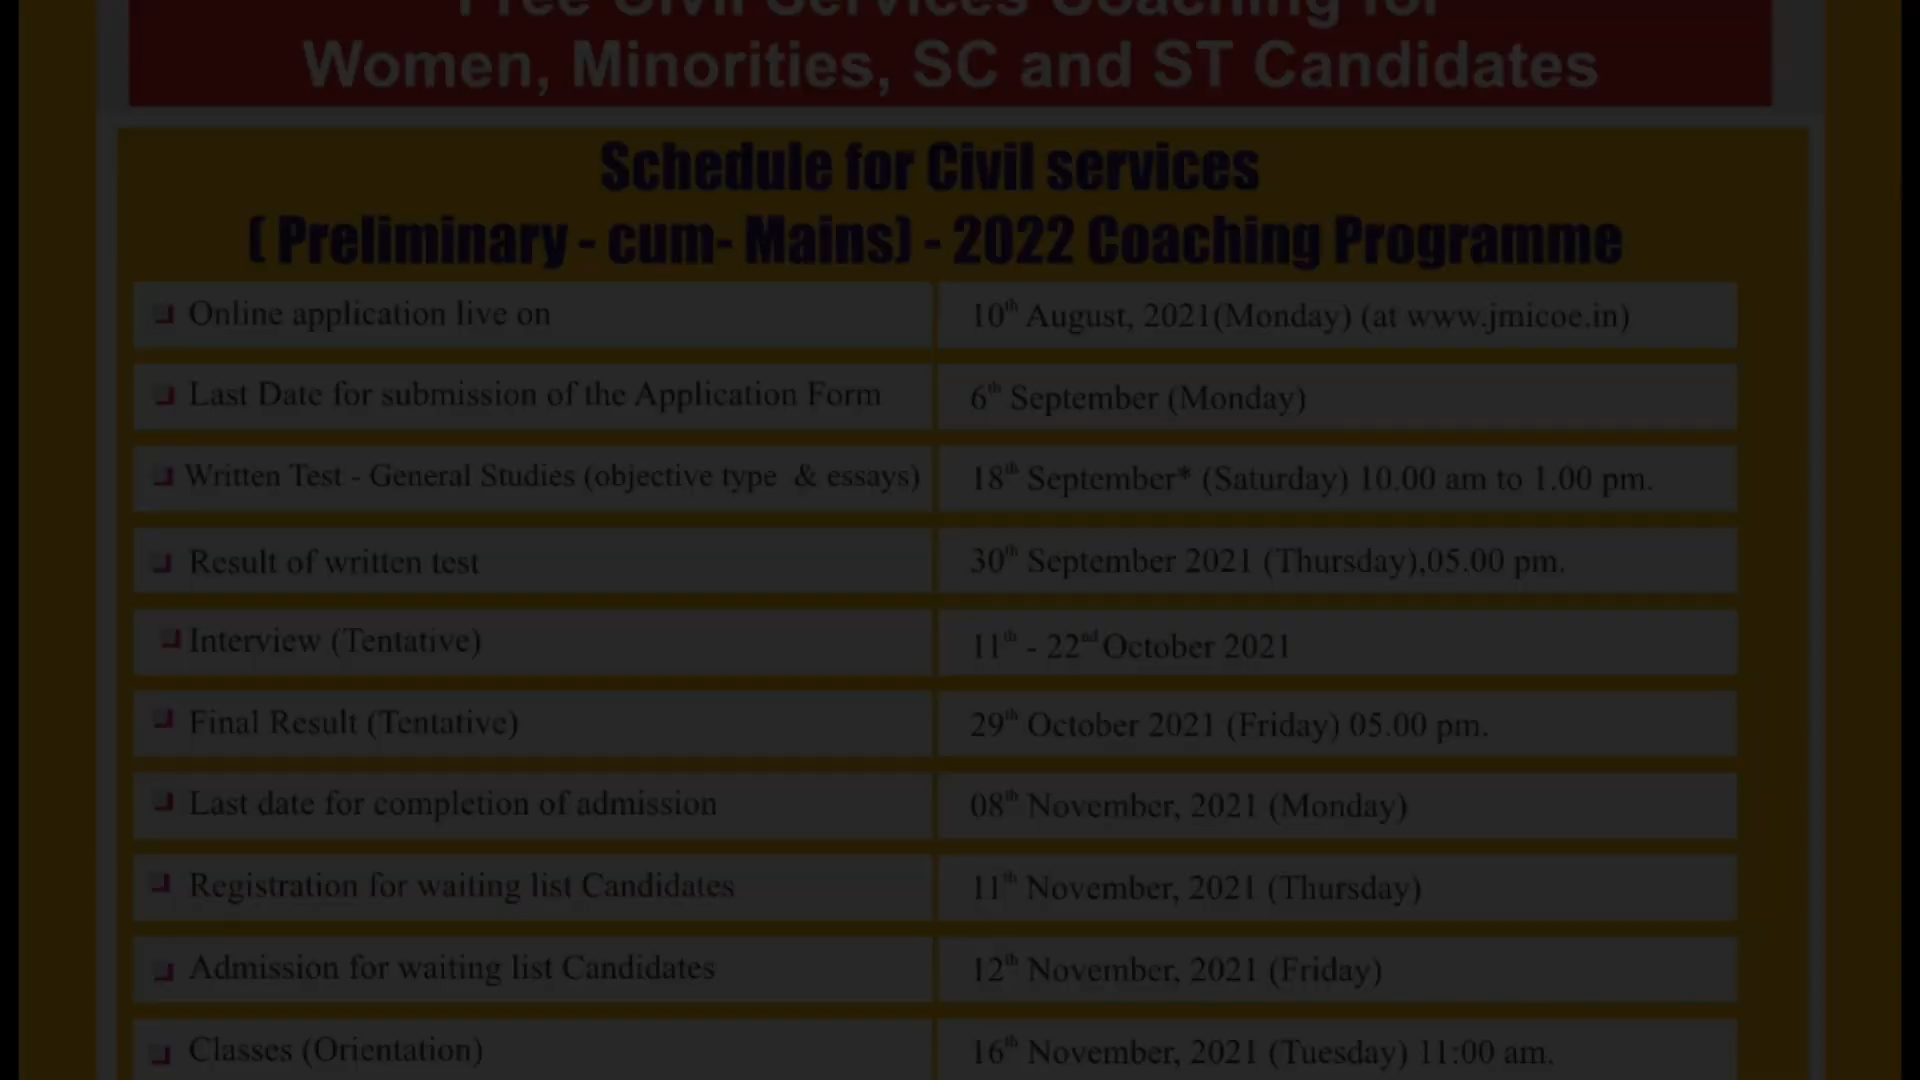 Free Civil Services Coaching for
Women, Minorities, SC and ST Candidates
Schedule for Civil services
( Preliminary - cum- Mains) - 2022 Coaching Programme
Online application live on 10th August, 2021(Monday) (at www.jmicoe.in)
Last Date for submission of the Application Form 6th September (Monday)
Written Test - General Studies (objective type & essays) 18th September* (Saturday) 10.00 am to 1.00 pm.
Result of written test 30th September 2021 (Thursday),05.00 pm.
Interview (Tentative) 11th - 22nd October 2021
Final Result (Tentative) 29th October 2021 (Friday) 05.00 pm.
Last date for completion of admission 08th November, 2021 (Monday)
Registration for waiting list Candidates 11th November, 2021 (Thursday)
Admission for waiting list Candidates 12th November, 2021 (Friday)
Classes (Orientation) 16th November, 2021 (Tuesday) 11:00 am.